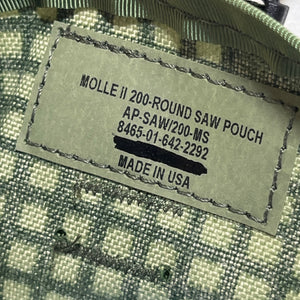 MOLLE ii 200-ROUND SAW POUCH
AP-SAW/200-MS
8465-01-642-2292
MADE IN USA